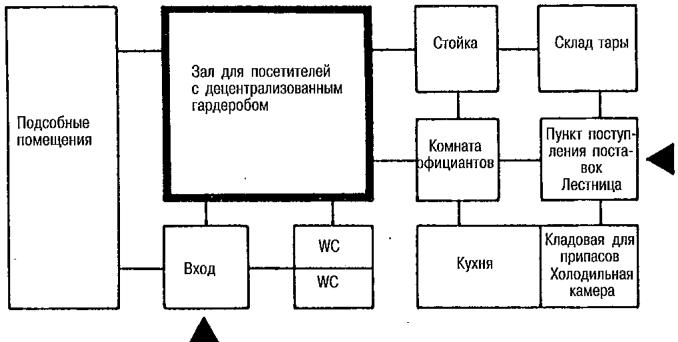 Подсобные
помещения
Зал для посетителей
с децентрализованным
гардеробом
Стойка
Склад тары
Комната
официантов
Пункт поступ-
ления поста-
вок
Лестница
Вход
WC
WC
Кухня
Кладовая для
припасов
Холодильная
камера